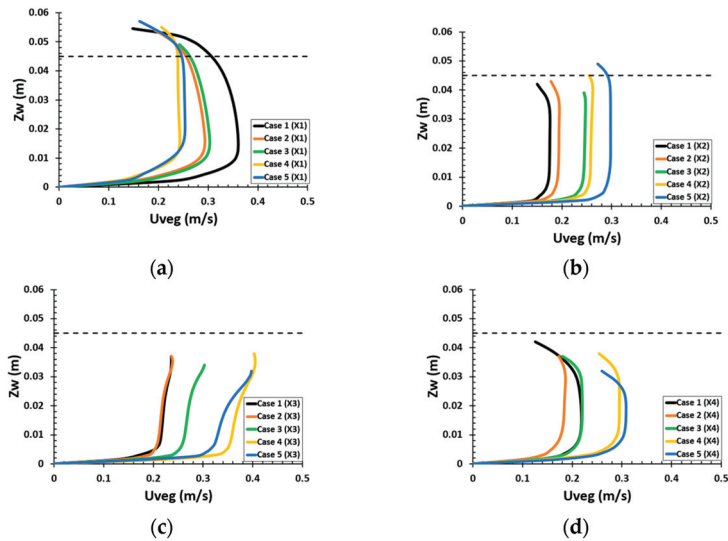 0.06
0.05
0.04
0.03
0.02
0.01
0
Zw (m)
0 0.1 0.2 0.3 0.4 0.5
Uveg (m/s)
Case 1 (X1)
Case 2 (X1)
Case 3 (X1)
Case 4 (X1)
Case 5 (X1)
(a)
0.06
0.05
0.04
0.03
0.02
0.01
0
Zw (m)
0 0.1 0.2 0.3 0.4 0.5
Uveg (m/s)
Case 1 (X2)
Case 2 (X2)
Case 3 (X2)
Case 4 (X2)
Case 5 (X2)
(b)
0.06
0.05
0.04
0.03
0.02
0.01
0
Zw (m)
0 0.1 0.2 0.3 0.4 0.5
Uveg (m/s)
Case 1 (X3)
Case 2 (X3)
Case 3 (X3)
Case 4 (X3)
Case 5 (X3)
(c)
0.06
0.05
0.04
0.03
0.02
0.01
0
Zw (m)
0 0.1 0.2 0.3 0.4 0.5
Uveg (m/s)
Case 1 (X4)
Case 2 (X4)
Case 3 (X4)
Case 4 (X4)
Case 5 (X4)
(d)